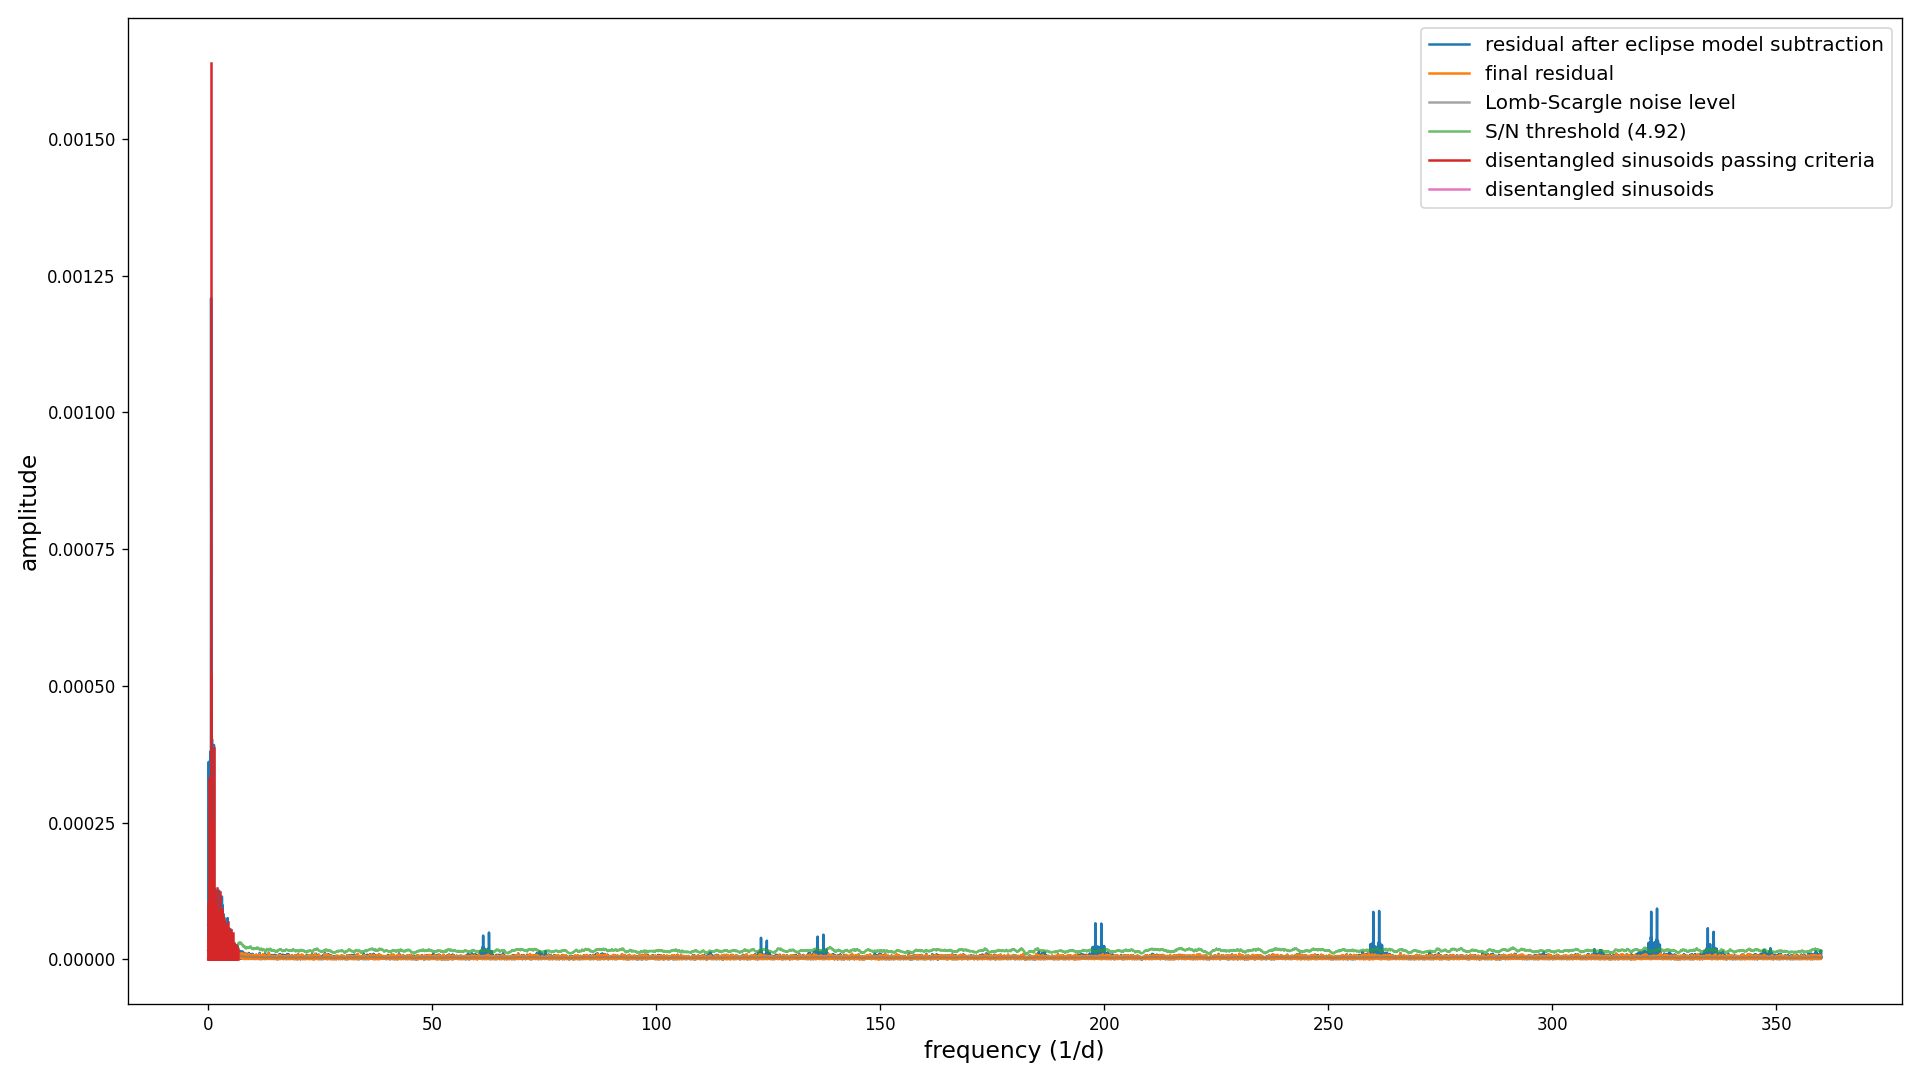 residual after eclipse model subtraction
final residual
Lomb-Scargle noise level
S/N threshold (4.92)
disentangled sinusoids passing criteria
disentangled sinusoids
0.00150
0.00125
0.00100
0.00075
0.00050
0.00025
0.00000
amplitude
0 50 100 150 200 250 300 350
frequency (1/d)